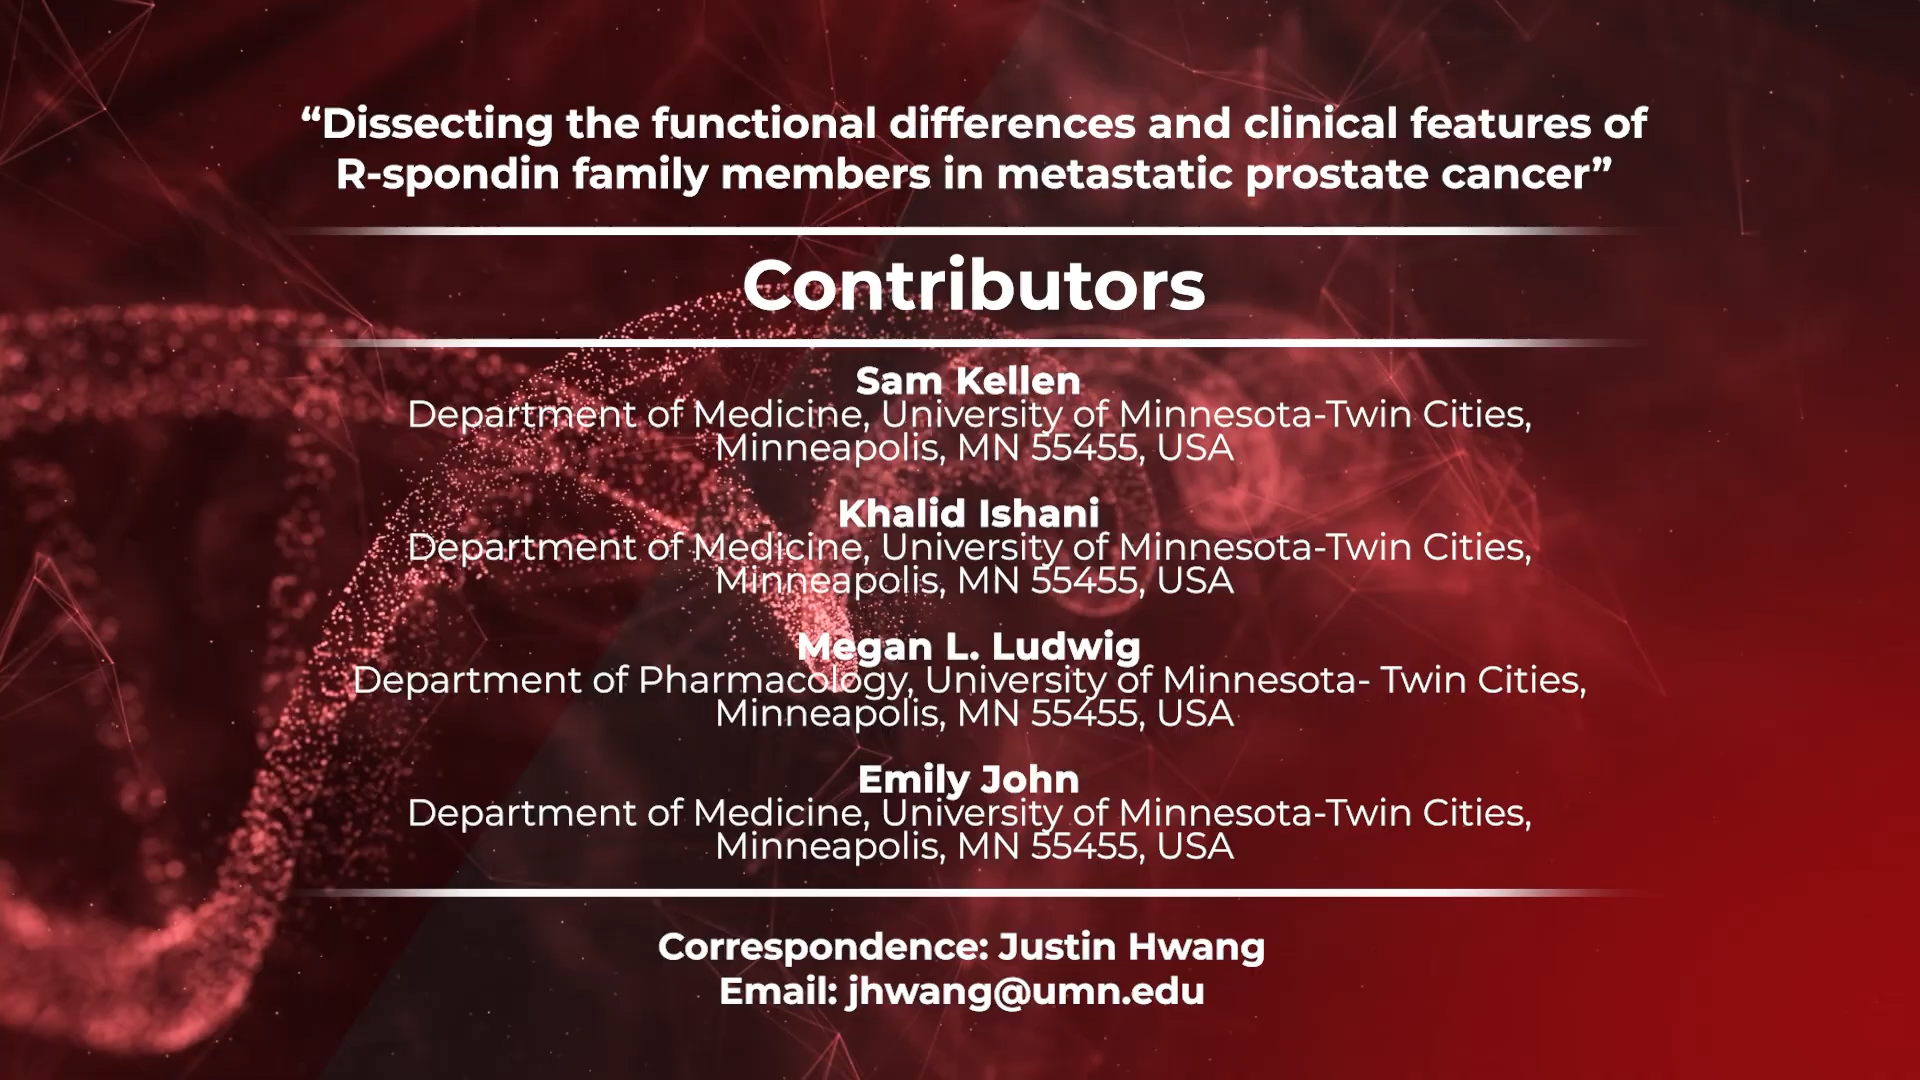 “Dissecting the functional differences and clinical features of
R-spondin family members in metastatic prostate cancer”
Contributors
Sam Kellen
Department of Medicine, University of Minnesota-Twin Cities,
Minneapolis, MN 55455, USA
Khalid Ishani
Department of Medicine, University of Minnesota-Twin Cities,
Minneapolis, MN 55455, USA
Megan L. Ludwig
Department of Pharmacology, University of Minnesota- Twin Cities,
Minneapolis, MN 55455, USA
Emily John
Department of Medicine, University of Minnesota-Twin Cities,
Minneapolis, MN 55455, USA
Correspondence: Justin Hwang
Email: jhwang@umn.edu